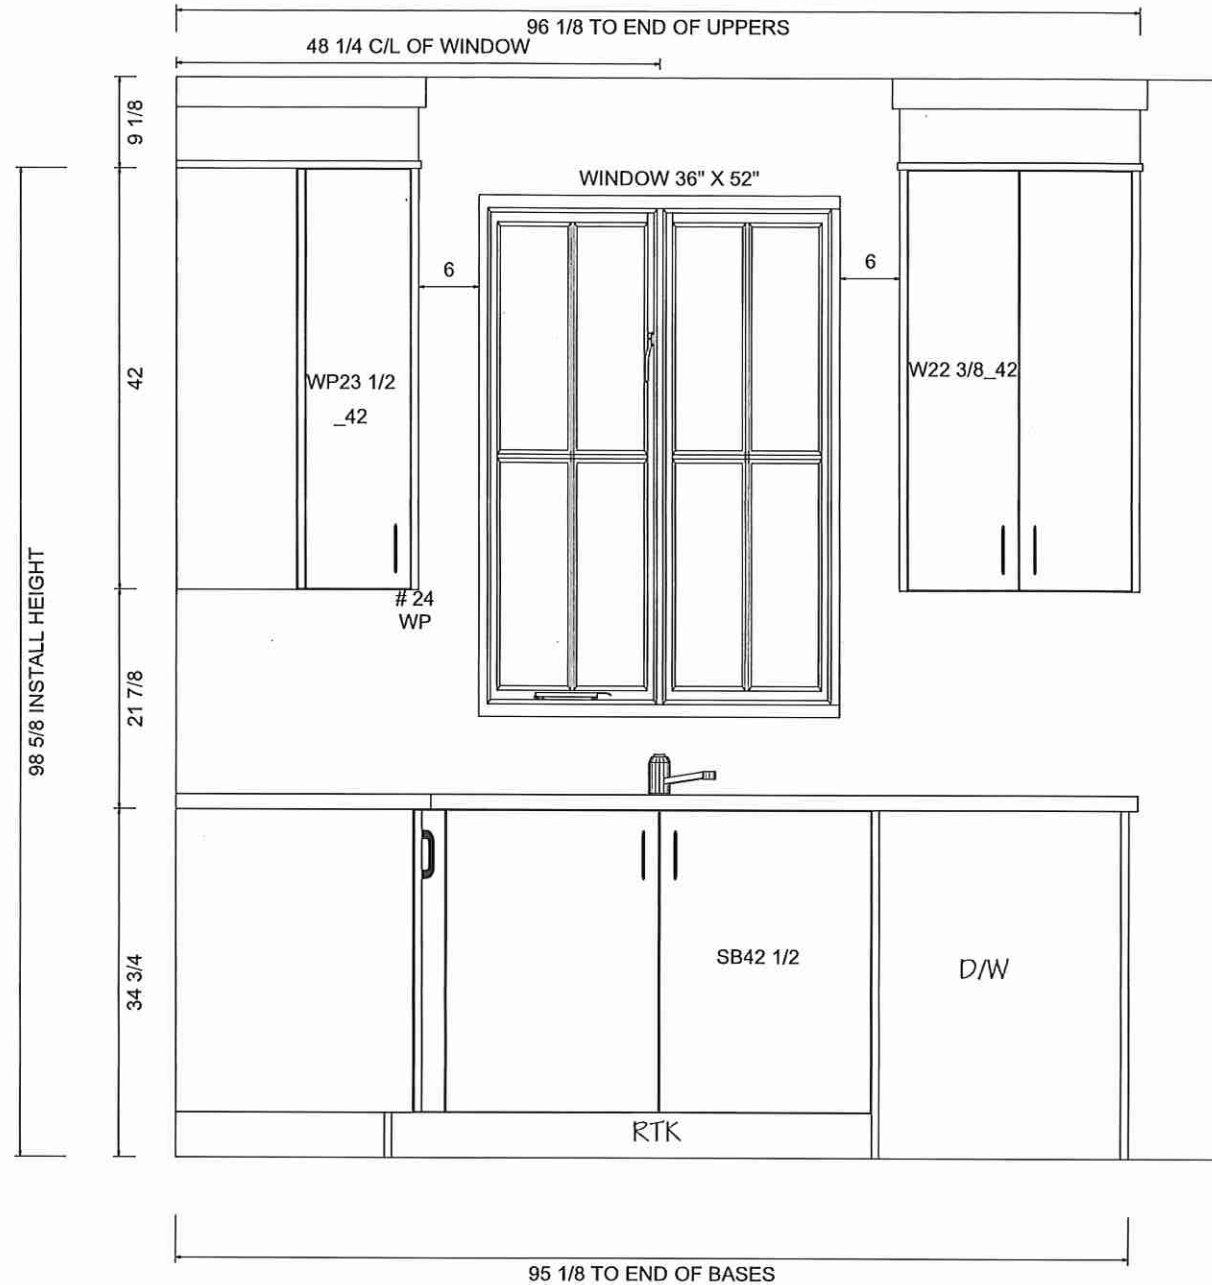 96 1/8 TO END OF UPPERS
48 1/4 C/L OF WINDOW
9 1/8
WINDOW 36" X 52"
6
6
42
WP23 1/2
_42
W22 3/8_42
# 24
WP
98 5/8 INSTALL HEIGHT
21 7/8
34 3/4
SB42 1/2
D/W
RTK
95 1/8 TO END OF BASES